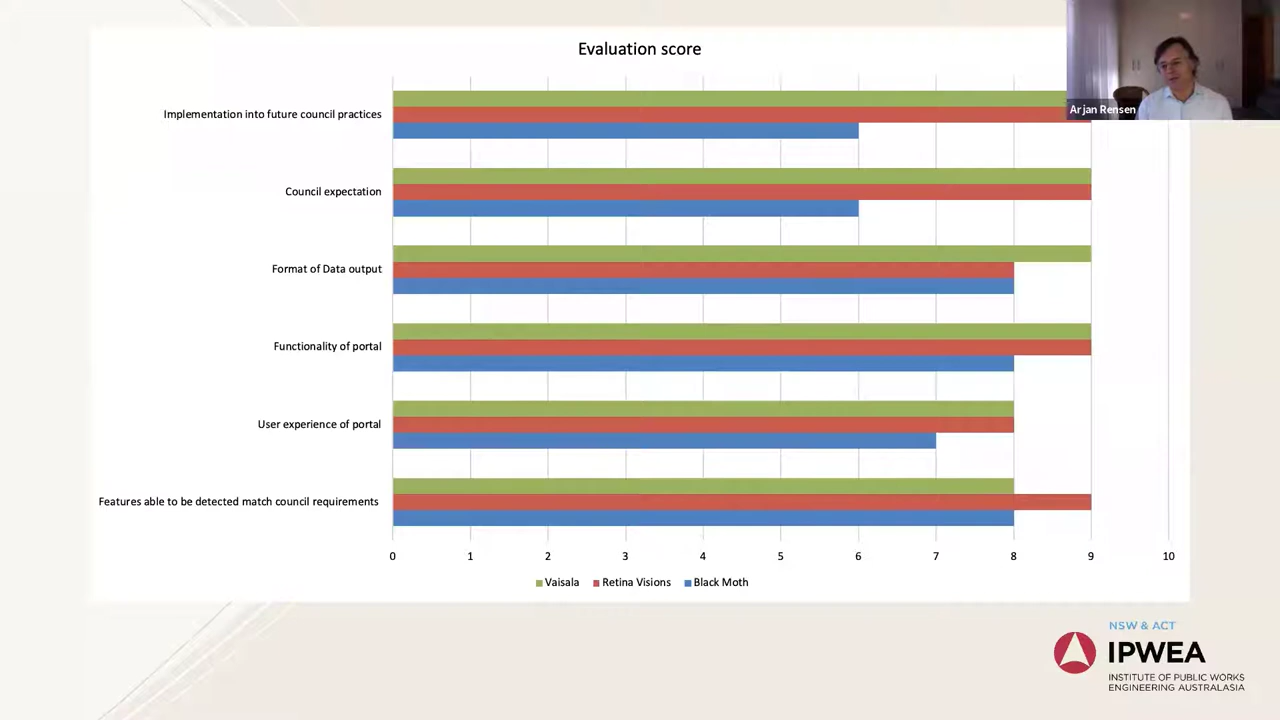 Evaluation score
Arjan Rensen
Implementation into future council practices
Council expectation
Format of Data output
Functionality of portal
User experience of portal
Features able to be detected match council requirements
0 1 2 3 4 5 6 7 8 9 10
Vaisala Retina Visions Black Moth
NSW & ACT
IPWEA
INSTITUTE OF PUBLIC WORKS
ENGINEERING AUSTRALASIA